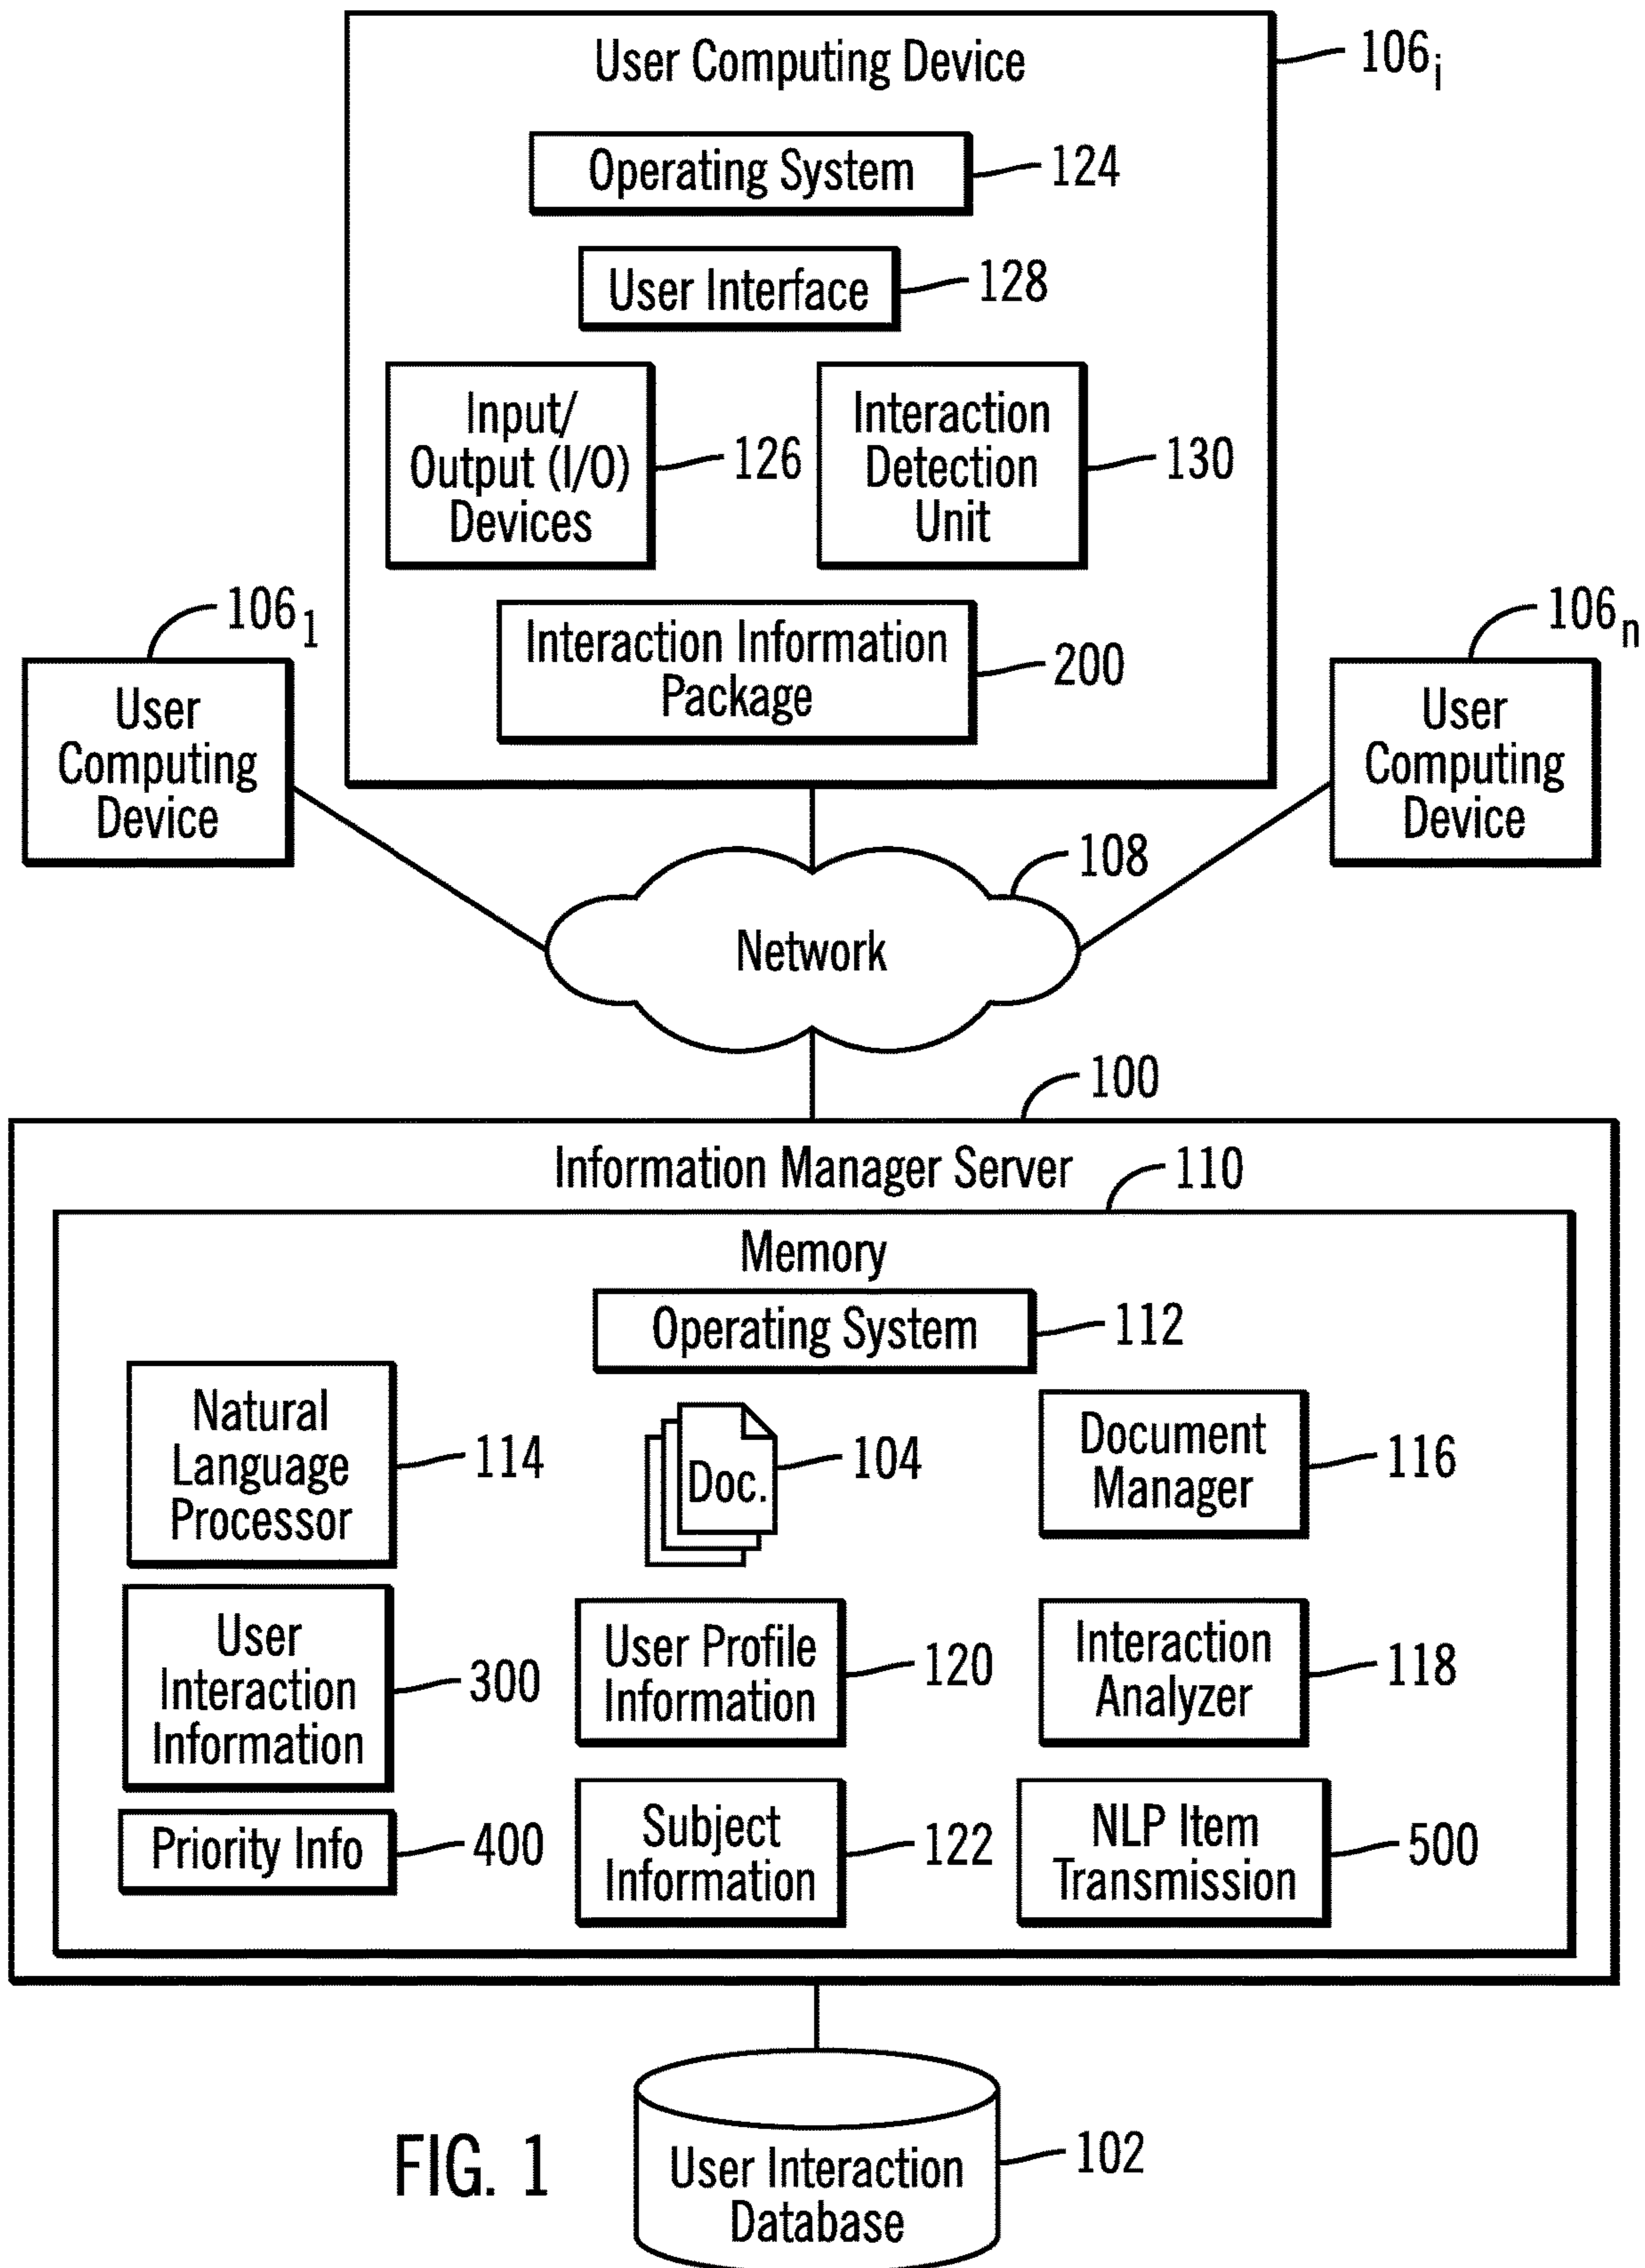 User Computing Device
106i
Operating System
124
User Interface
128
Input/
Output (I/O)
Devices
126
Interaction
Detection
Unit
130
Interaction Information
Package
200
1061
User
Computing
Device
106n
User
Computing
Device
108
Network
100
Information Manager Server
110
Memory
Operating System
112
Natural
Language
Processor
114
Doc.
104
Document
Manager
116
User
Interaction
Information
300
User Profile
Information
120
Interaction
Analyzer
118
Priority Info
400
Subject
Information
122
NLP Item
Transmission
500
User Interaction
Database
102
FIG. 1